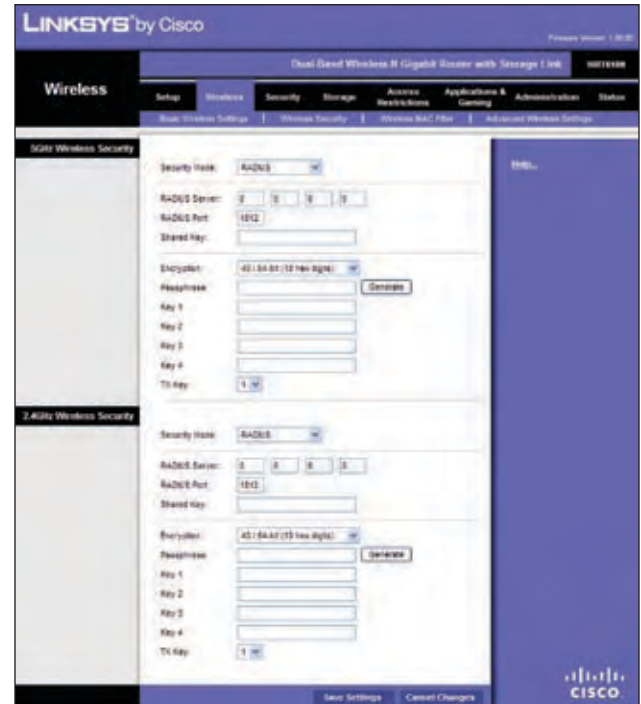 LINKSYS® by Cisco
Firmware Version: 1.00.00
Dual-Band Wireless-N Gigabit Router with Storage Link
Wireless
Setup Wireless Security Storage Access Restrictions Applications & Gaming Administration Status
Basic Wireless Settings | Wireless Security | Wireless MAC Filter | Advanced Wireless Settings
5GHz Wireless Security
Help...
Security Mode: RADIUS
RADIUS Server: 0 0 0 0
RADIUS Port: 1812
Shared Key:
Encryption: 40 / 64-bit (10 hex digits)
Passphrase: Generate
Key 1
Key 2
Key 3
Key 4
TX Key 1
2.4GHz Wireless Security
Security Mode: RADIUS
RADIUS Server: 0 0 0 0
RADIUS Port: 1812
Shared Key:
Encryption: 40 / 64-bit (10 hex digits)
Passphrase: Generate
Key 1
Key 2
Key 3
Key 4
TX Key 1
Save Settings Cancel Changes
CISCO